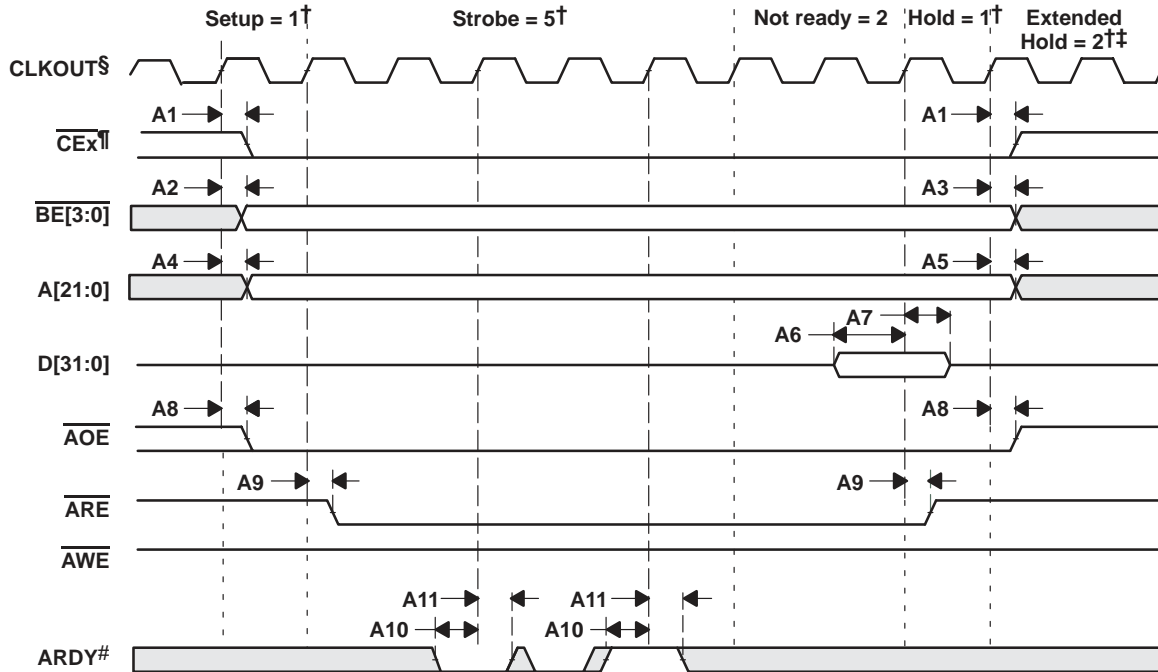 Setup = 1† Strobe = 5† Not ready = 2 Hold = 1† Extended
Hold = 2†‡
CLKOUT§
A1 A1
CEx¶
A2 A3
BE[3:0]
A4 A5
A[21:0]
A7
A6
D[31:0]
A8 A8
AOE
A9 A9
ARE
AWE
A11 A11
A10 A10
ARDY#